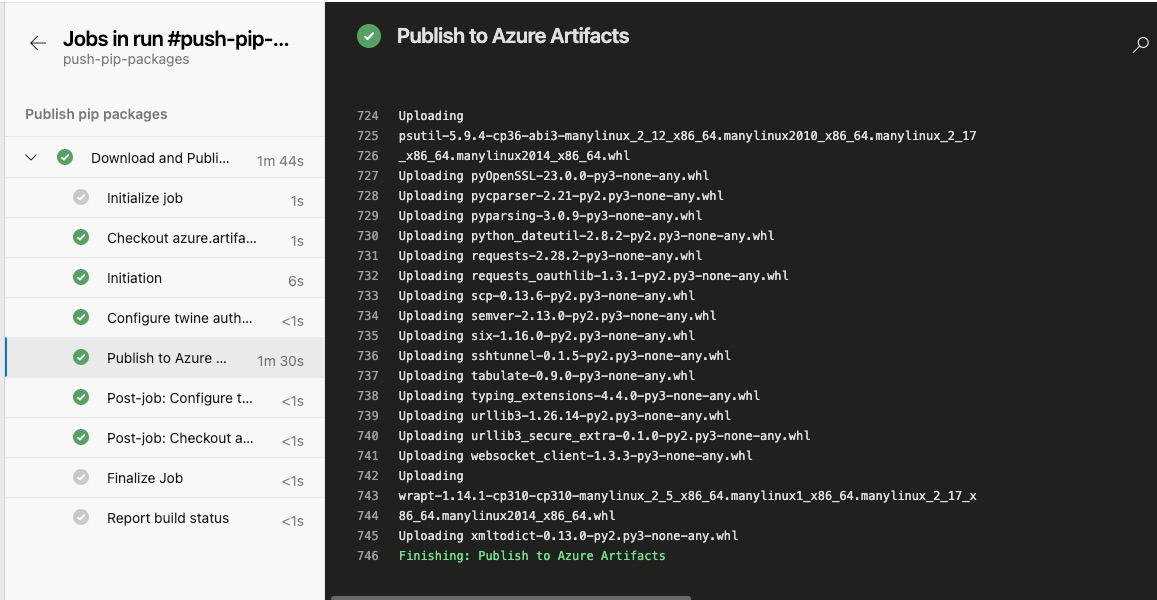 Jobs in run #push-pip-...
push-pip-packages
Publish pip packages
Download and Publi... 1m 44s
Initialize job 1s
Checkout azure.artifa... 1s
Initiation 6s
Configure twine auth... <1s
Publish to Azure ... 1m 30s
Post-job: Configure t... <1s
Post-job: Checkout a... <1s
Finalize Job <1s
Report build status <1s
Publish to Azure Artifacts
724 Uploading
725 psutil-5.9.4-cp36-abi3-manylinux_2_12_x86_64.manylinux2010_x86_64.manylinux_2_17
726 _x86_64.manylinux2014_x86_64.whl
727 Uploading pyOpenSSL-23.0.0-py3-none-any.whl
728 Uploading pycparser-2.21-py2.py3-none-any.whl
729 Uploading pyparsing-3.0.9-py3-none-any.whl
730 Uploading python_dateutil-2.8.2-py2.py3-none-any.whl
731 Uploading requests-2.28.2-py3-none-any.whl
732 Uploading requests_oauthlib-1.3.1-py2.py3-none-any.whl
733 Uploading scp-0.13.6-py2.py3-none-any.whl
734 Uploading semver-2.13.0-py2.py3-none-any.whl
735 Uploading six-1.16.0-py2.py3-none-any.whl
736 Uploading sshtunnel-0.1.5-py2.py3-none-any.whl
737 Uploading tabulate-0.9.0-py3-none-any.whl
738 Uploading typing_extensions-4.4.0-py3-none-any.whl
739 Uploading urllib3-1.26.14-py2.py3-none-any.whl
740 Uploading urllib3_secure_extra-0.1.0-py2.py3-none-any.whl
741 Uploading websocket_client-1.3.3-py3-none-any.whl
742 Uploading
743 wrapt-1.14.1-cp310-cp310-manylinux_2_5_x86_64.manylinux1_x86_64.manylinux_2_17_x
744 86_64.manylinux2014_x86_64.whl
745 Uploading xmltodict-0.13.0-py2.py3-none-any.whl
746 Finishing: Publish to Azure Artifacts